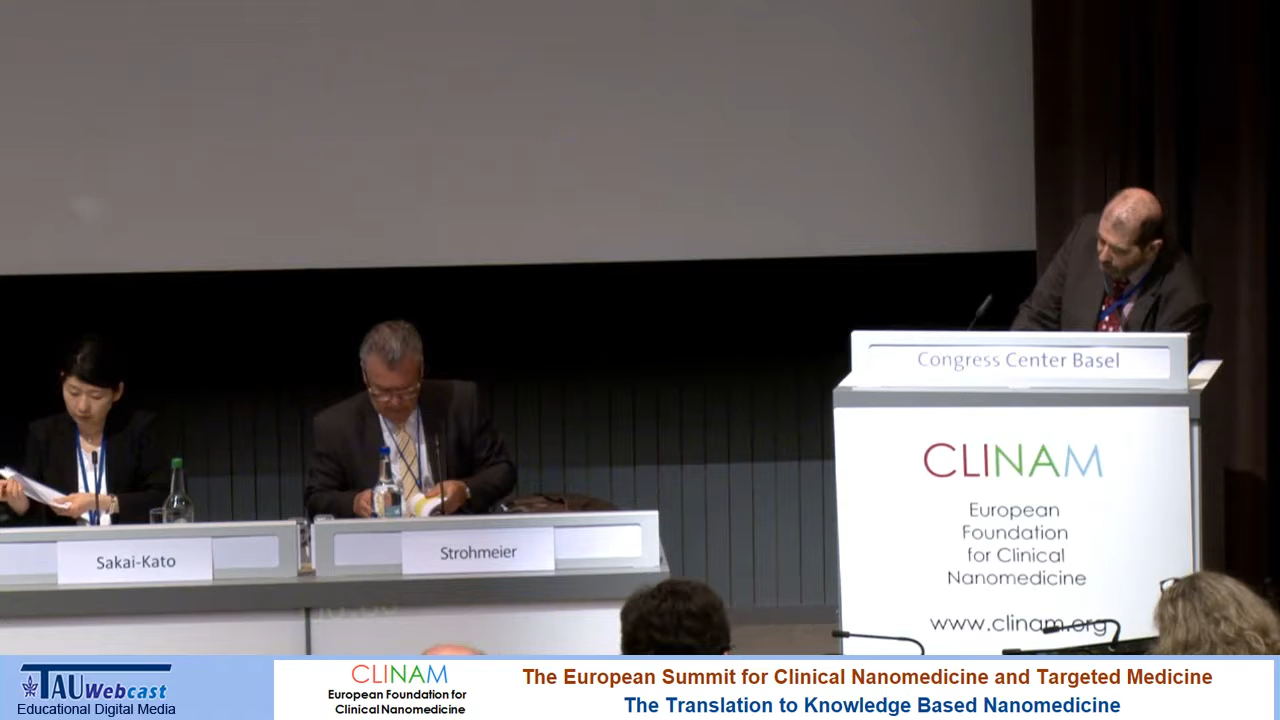 Congress Center Basel
CLINAM
European
Foundation
for Clinical
Nanomedicine
www.clinam.org
Sakai-Kato
Strohmeier
TAU Webcast
Educational Digital Media
CLINAM
European Foundation for
Clinical Nanomedicine
The European Summit for Clinical Nanomedicine and Targeted Medicine
The Translation to Knowledge Based Nanomedicine